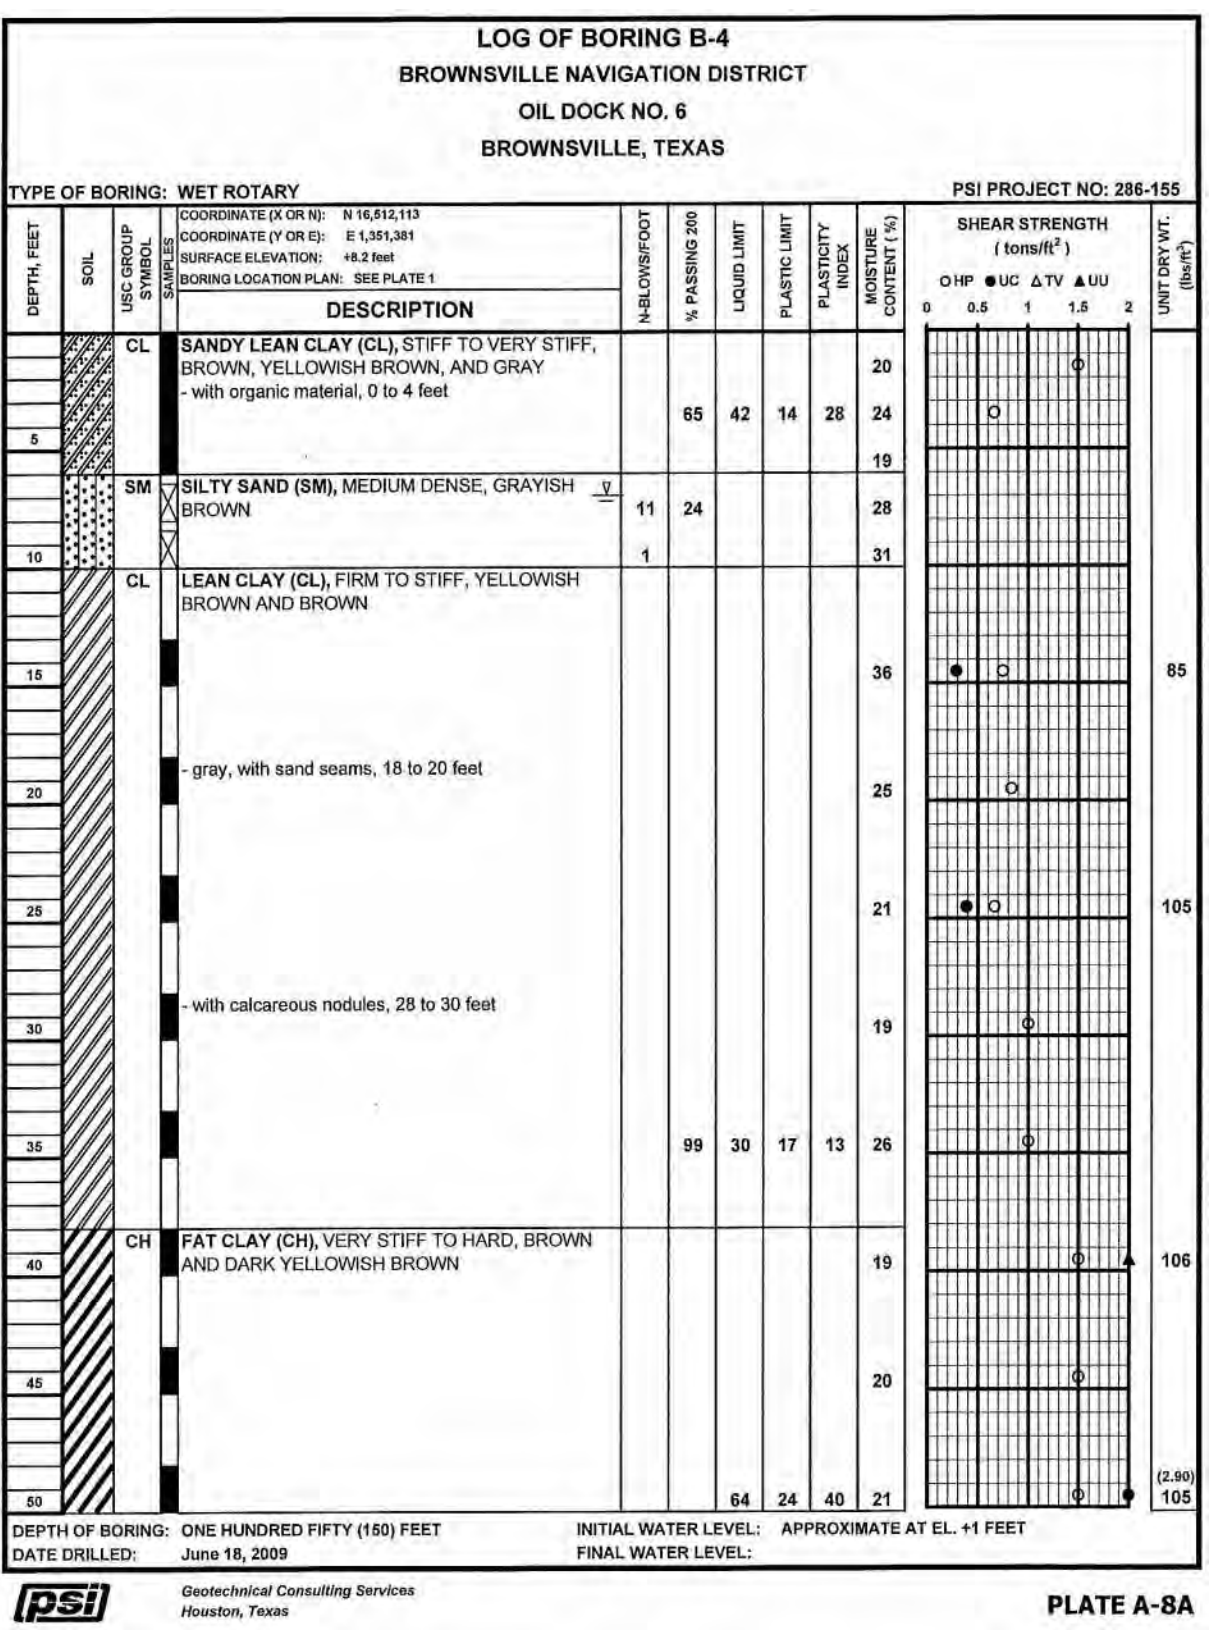 LOG OF BORING B-4
BROWNSVILLE NAVIGATION DISTRICT
OIL DOCK NO. 6
BROWNSVILLE, TEXAS
TYPE OF BORING: WET ROTARY
PSI PROJECT NO: 286-155
DEPTH, FEET
SOIL
USC GROUP SYMBOL
SAMPLES
COORDINATE (X OR N): N 16,512,113
COORDINATE (Y OR E): E 1,351,381
SURFACE ELEVATION: +8.2 feet
BORING LOCATION PLAN: SEE PLATE 1
DESCRIPTION
N-BLOWS/FOOT
% PASSING 200
LIQUID LIMIT
PLASTIC LIMIT
PLASTICITY INDEX
MOISTURE CONTENT ( % )
SHEAR STRENGTH
( tons/ft² )
○ HP ● UC △ TV ▲ UU
0 0.5 1 1.5 2
UNIT DRY WT. (lbs/ft³)
CL SANDY LEAN CLAY (CL), STIFF TO VERY STIFF,
BROWN, YELLOWISH BROWN, AND GRAY 20
- with organic material, 0 to 4 feet
65 42 14 28 24
5
19
SM SILTY SAND (SM), MEDIUM DENSE, GRAYISH
BROWN 11 24 28
10 1 31
CL LEAN CLAY (CL), FIRM TO STIFF, YELLOWISH
BROWN AND BROWN
15 36 85
- gray, with sand seams, 18 to 20 feet
20 25
25 21 105
- with calcareous nodules, 28 to 30 feet
30 19
35 99 30 17 13 26
CH FAT CLAY (CH), VERY STIFF TO HARD, BROWN
AND DARK YELLOWISH BROWN
40 19 106
45 20
(2.90)
50 64 24 40 21 105
DEPTH OF BORING: ONE HUNDRED FIFTY (150) FEET
INITIAL WATER LEVEL: APPROXIMATE AT EL. +1 FEET
DATE DRILLED: June 18, 2009
FINAL WATER LEVEL:
psi
Geotechnical Consulting Services
Houston, Texas
PLATE A-8A